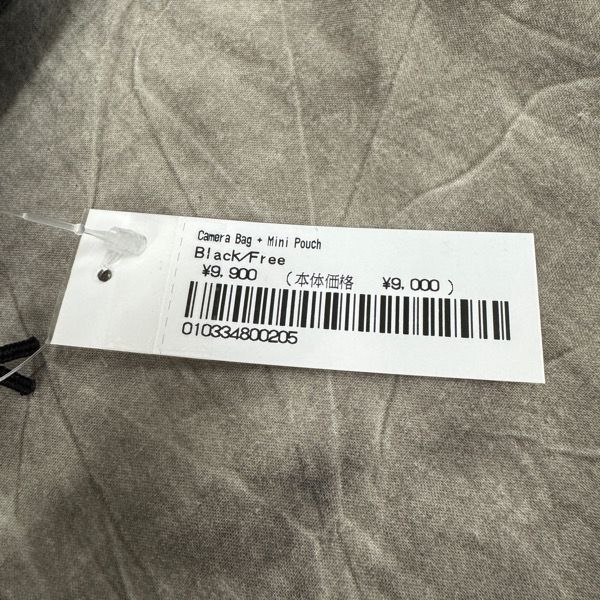 Camera Bag + Mini Pouch
Black/Free
¥9,900 (本体価格 ¥9,000)
010334800205